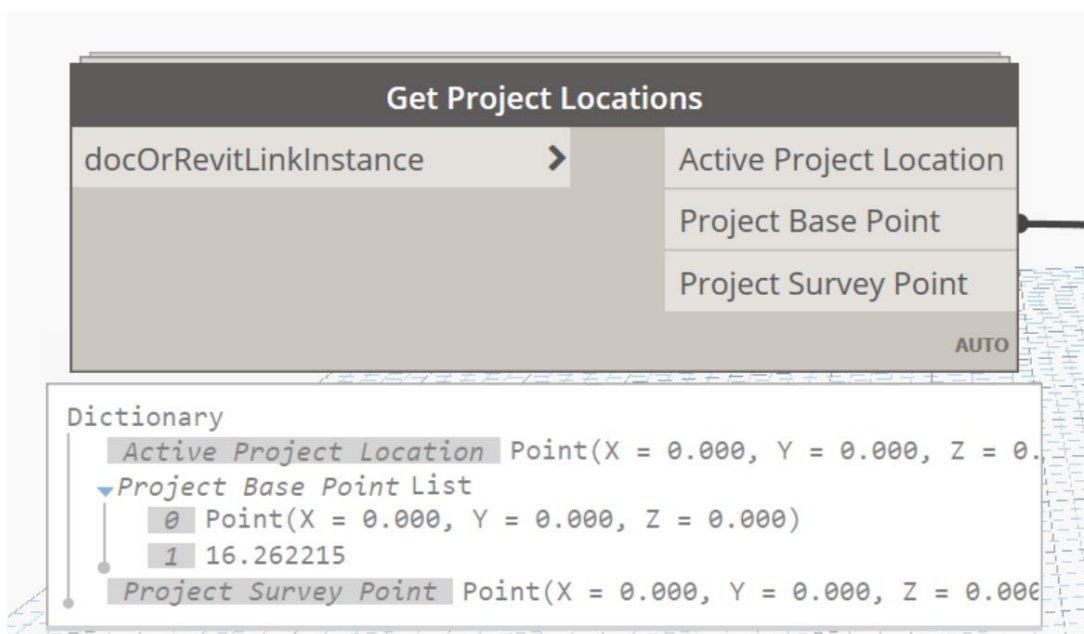 Get Project Locations
docOrRevitLinkInstance > Active Project Location
Project Base Point
Project Survey Point
AUTO
Dictionary
Active Project Location Point(X = 0.000, Y = 0.000, Z = 0.
Project Base Point List
0 Point(X = 0.000, Y = 0.000, Z = 0.000)
1 16.262215
Project Survey Point Point(X = 0.000, Y = 0.000, Z = 0.000